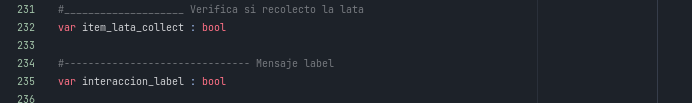 231 #____________________ Verifica si recolecto la lata
232 var item_lata_collect : bool
233
234 #------------------------------- Mensaje label
235 var interaccion_label : bool
236